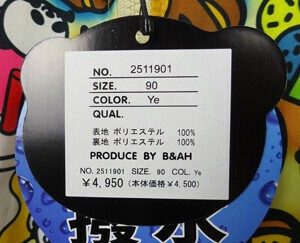 NO. 2511901
SIZE. 90
COLOR. Ye
QUAL.
表地 ポリエステル 100%
裏地 ポリエステル 100%
PRODUCE BY B&AH
NO. 2511901 SIZE. 90 COL. Ye
¥4,950 (本体価格¥4,500)
撥水